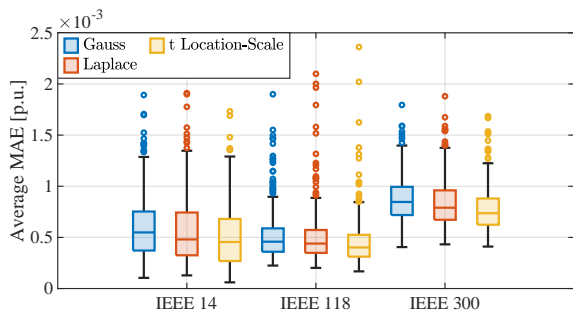 ×10⁻³
2.5
2
1.5
1
0.5
0
Average MAE [p.u.]
Gauss
t Location-Scale
Laplace
IEEE 14
IEEE 118
IEEE 300